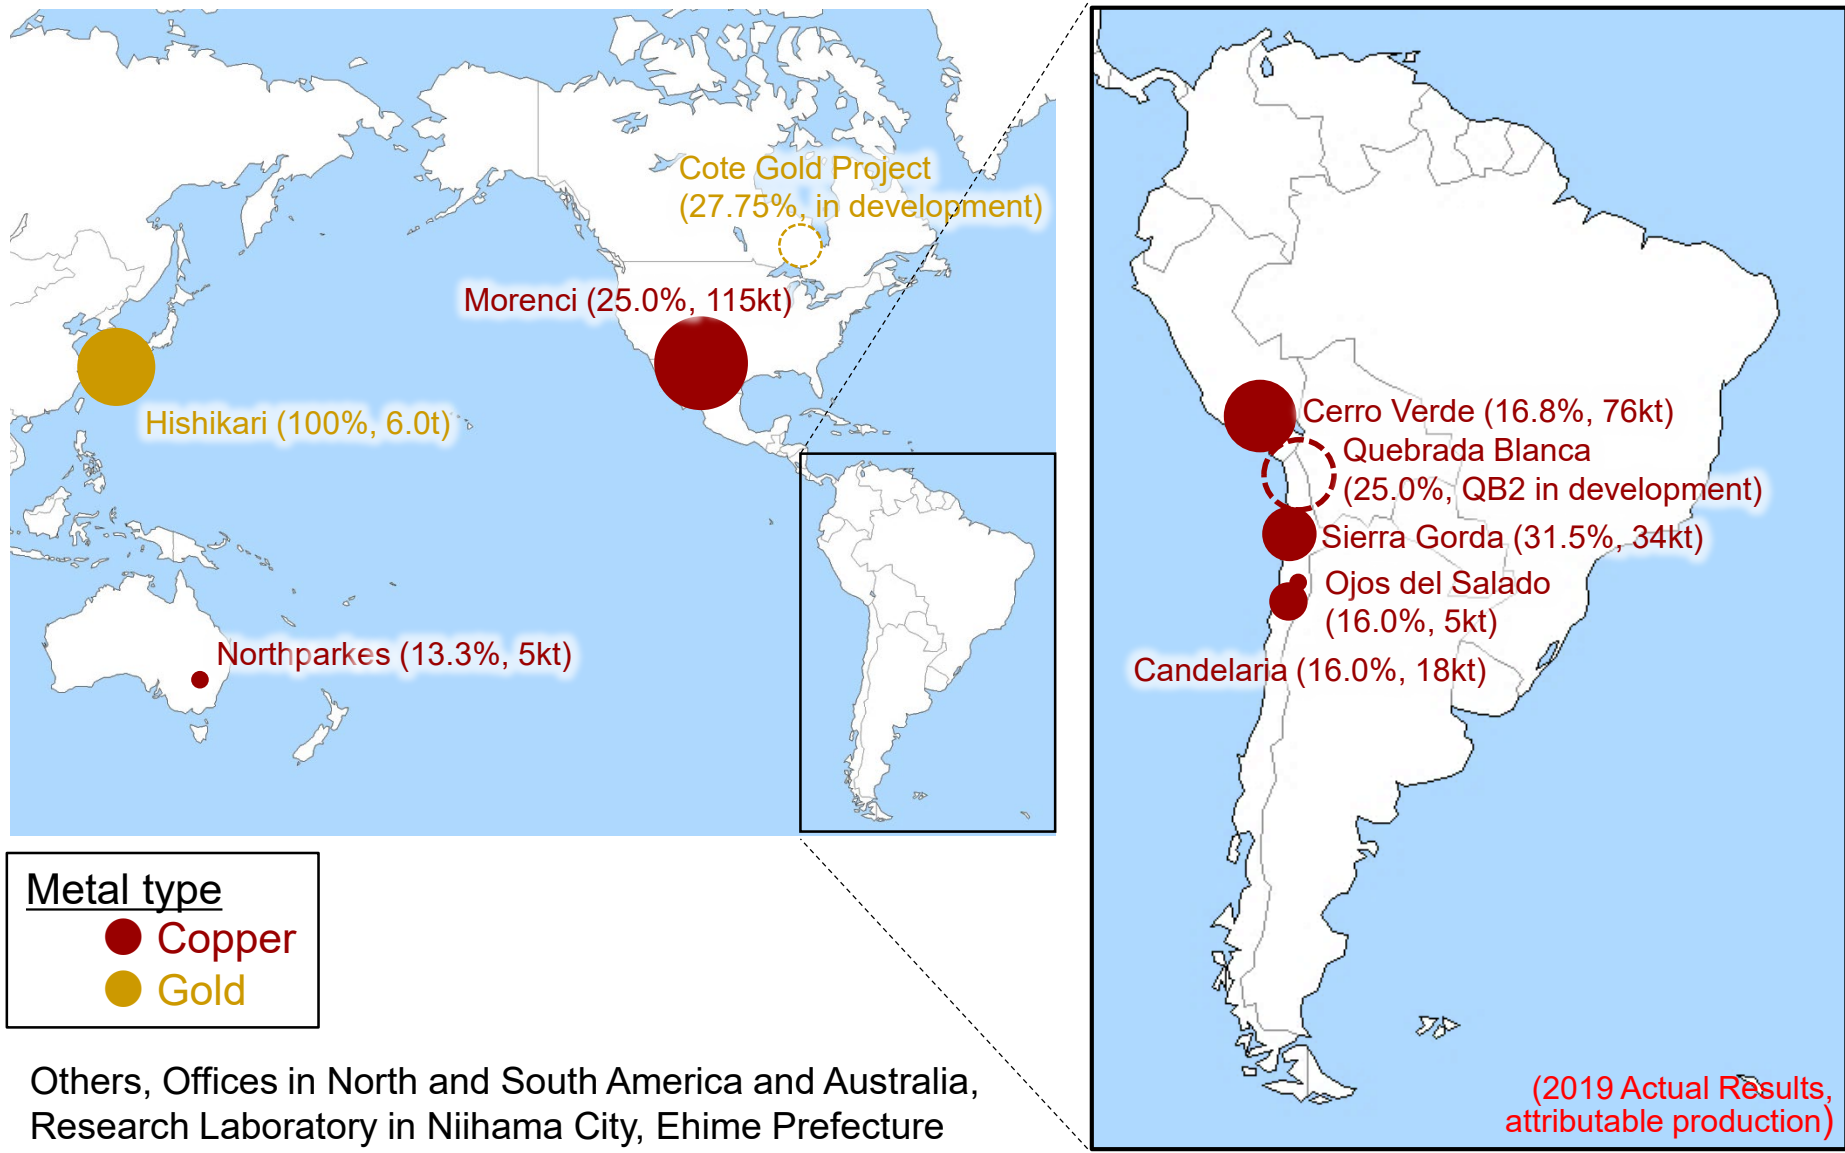 Cote Gold Project
(27.75%, in development)
Morenci (25.0%, 115kt)
Hishikari (100%, 6.0t)
Northparkes (13.3%, 5kt)
Cerro Verde (16.8%, 76kt)
Quebrada Blanca
(25.0%, QB2 in development)
Sierra Gorda (31.5%, 34kt)
Ojos del Salado
(16.0%, 5kt)
Candelaria (16.0%, 18kt)
Metal type
Copper
Gold
Others, Offices in North and South America and Australia,
Research Laboratory in Niihama City, Ehime Prefecture
(2019 Actual Results,
attributable production)